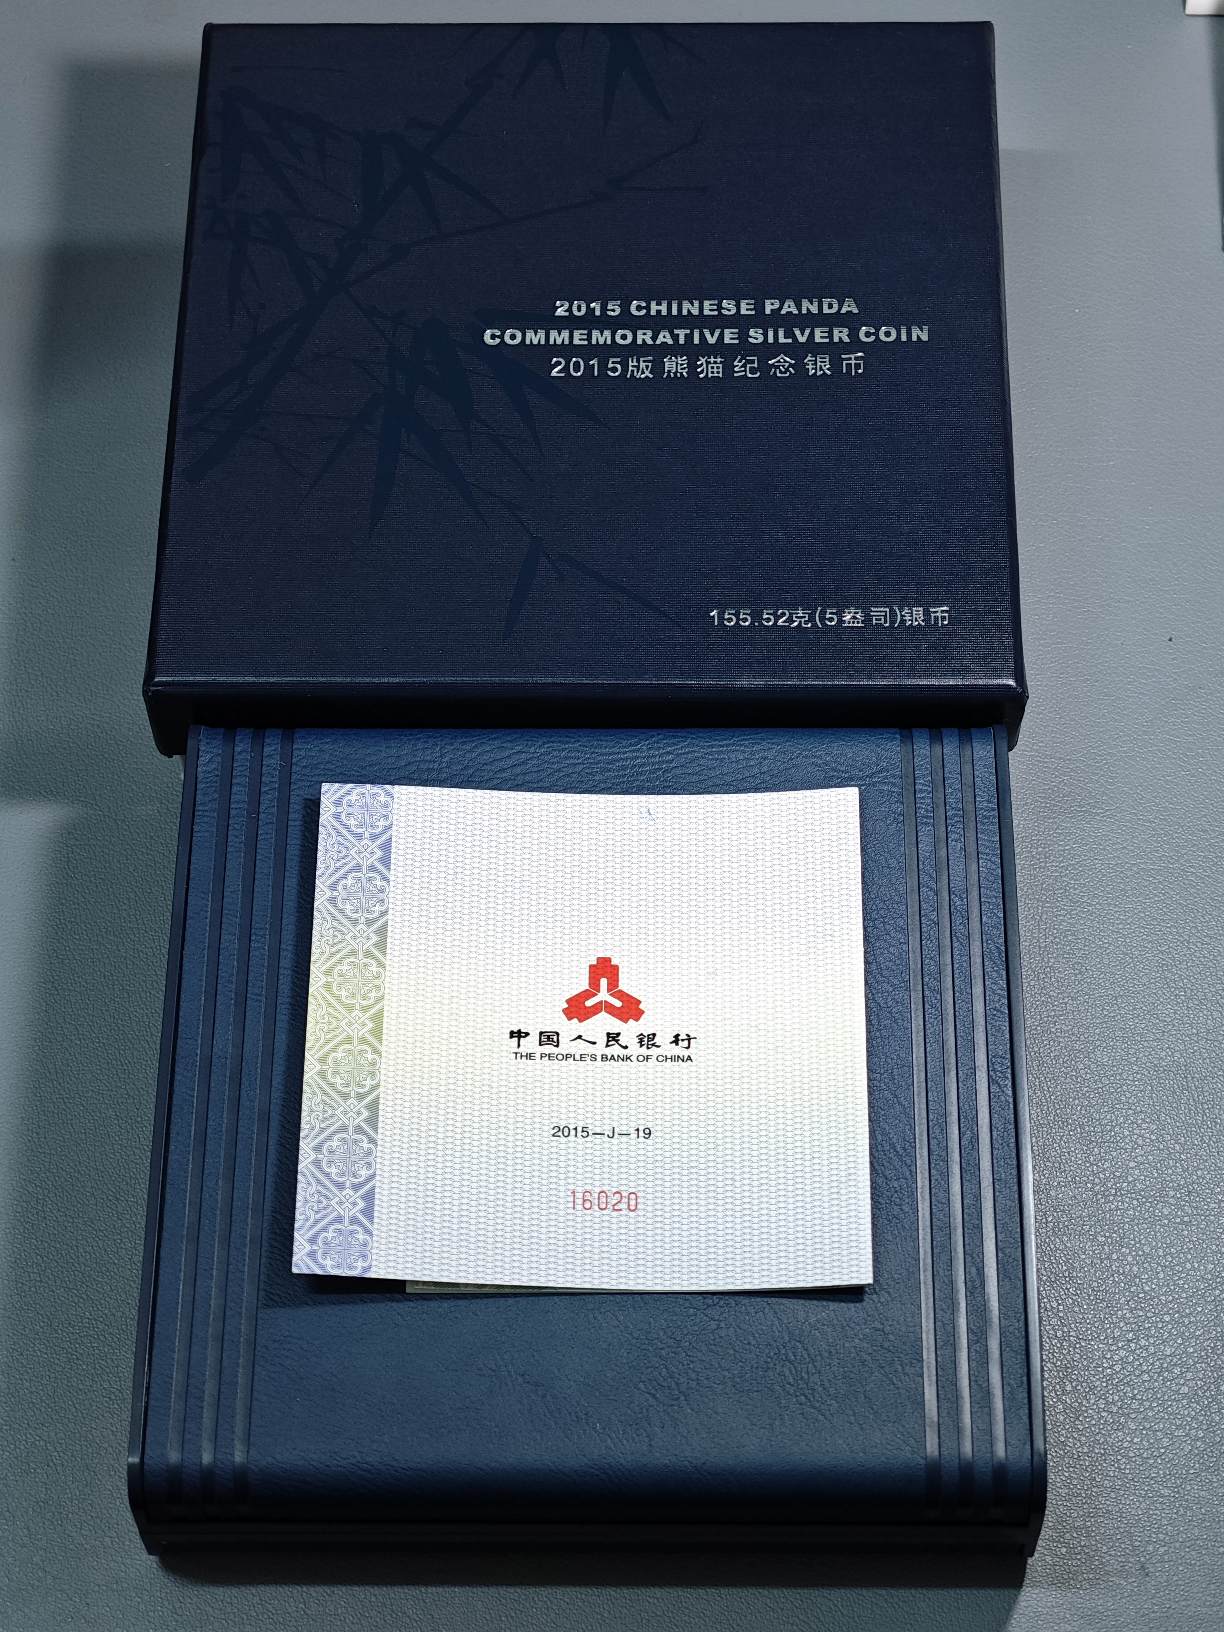 2015 CHINESE PANDA
COMMEMORATIVE SILVER COIN
2015版熊猫纪念银币
155.52克(5盎司)银币
中国人民银行
THE PEOPLE'S BANK OF CHINA
2015—J—19
16020